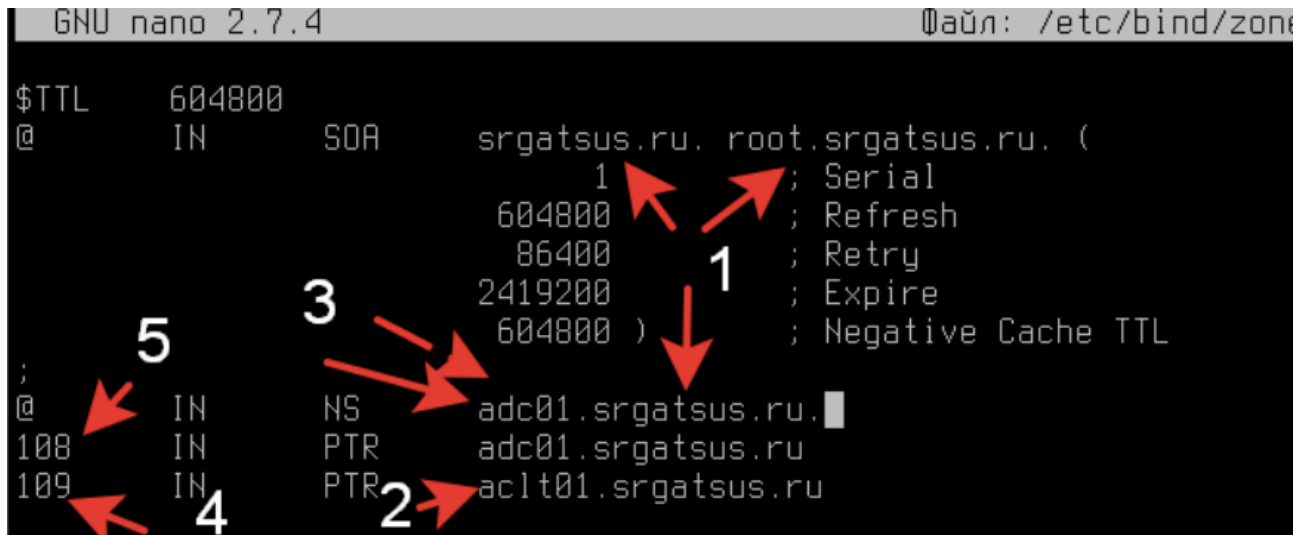 GNU nano 2.7.4 Файл: /etc/bind/zone
$TTL 604800
@ IN SOA srgatsus.ru. root.srgatsus.ru. (
1 ; Serial
604800 ; Refresh
86400 ; Retry
1
2419200 ; Expire
3
604800 ) ; Negative Cache TTL
5
;
@ IN NS adc01.srgatsus.ru.
108 IN PTR adc01.srgatsus.ru
109 IN PTR aclt01.srgatsus.ru
4 2